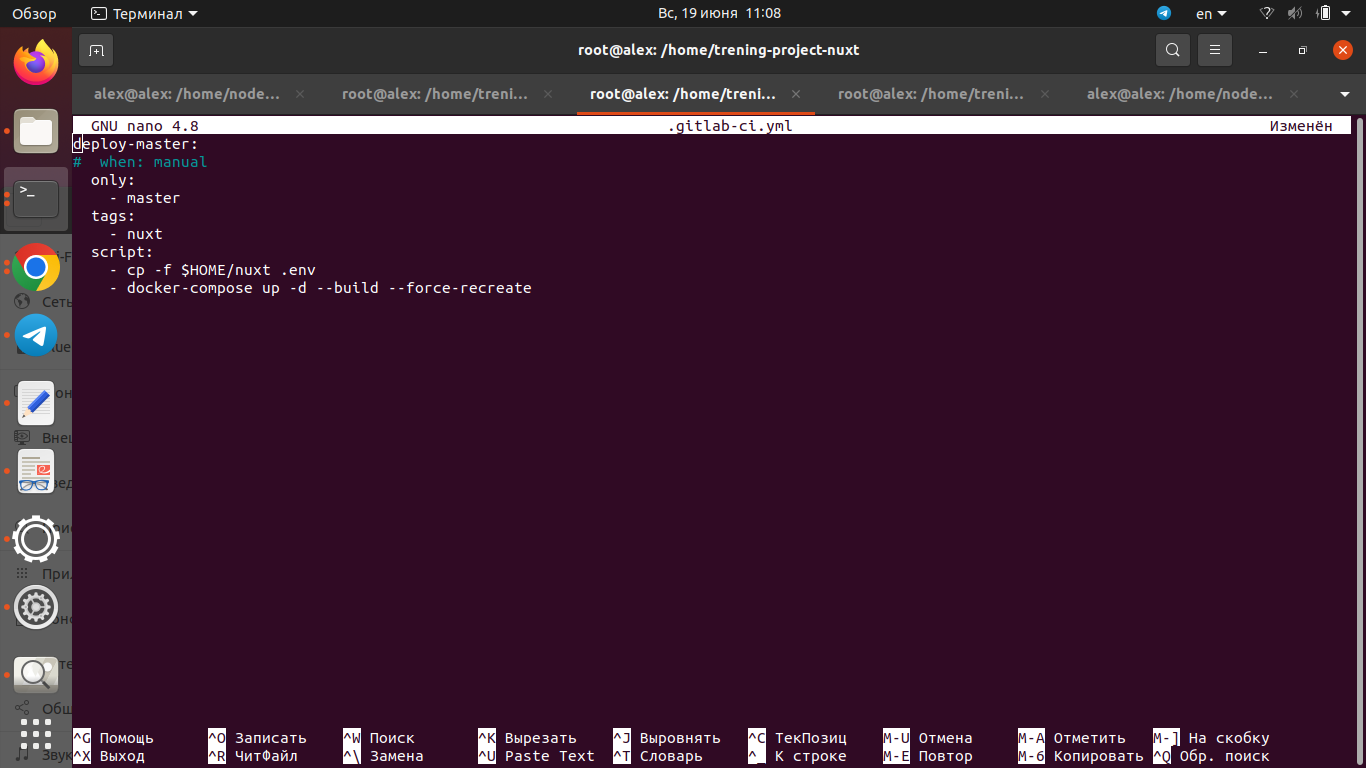 Обзор Терминал Вс, 19 июня 11:08 en
root@alex: /home/trening-project-nuxt
alex@alex: /home/node... root@alex: /home/treni... root@alex: /home/treni... root@alex: /home/treni... alex@alex: /home/node...
GNU nano 4.8 .gitlab-ci.yml Изменён
deploy-master:
# when: manual
only:
- master
tags:
- nuxt
script:
- cp -f $HOME/nuxt .env
- docker-compose up -d --build --force-recreate
Сеть
^G Помощь ^O Записать ^W Поиск ^K Вырезать ^J Выровнять ^C ТекПозиц M-U Отмена M-A Отметить M-] На скобку
^X Выход ^R ЧитФайл ^\ Замена ^U Paste Text ^T Словарь ^_ К строке M-E Повтор M-6 Копировать ^Q Обр. поиск